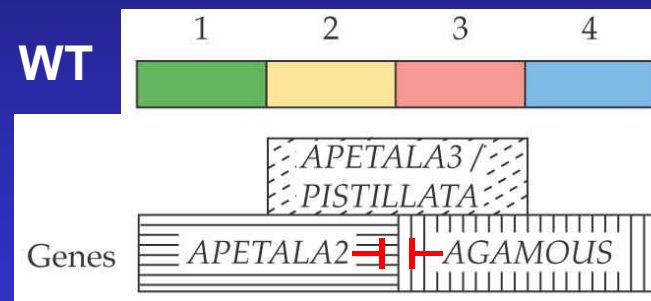 WT
1 2 3 4
APETALA3 /
PISTILLATA
Genes APETALA2 AGAMOUS